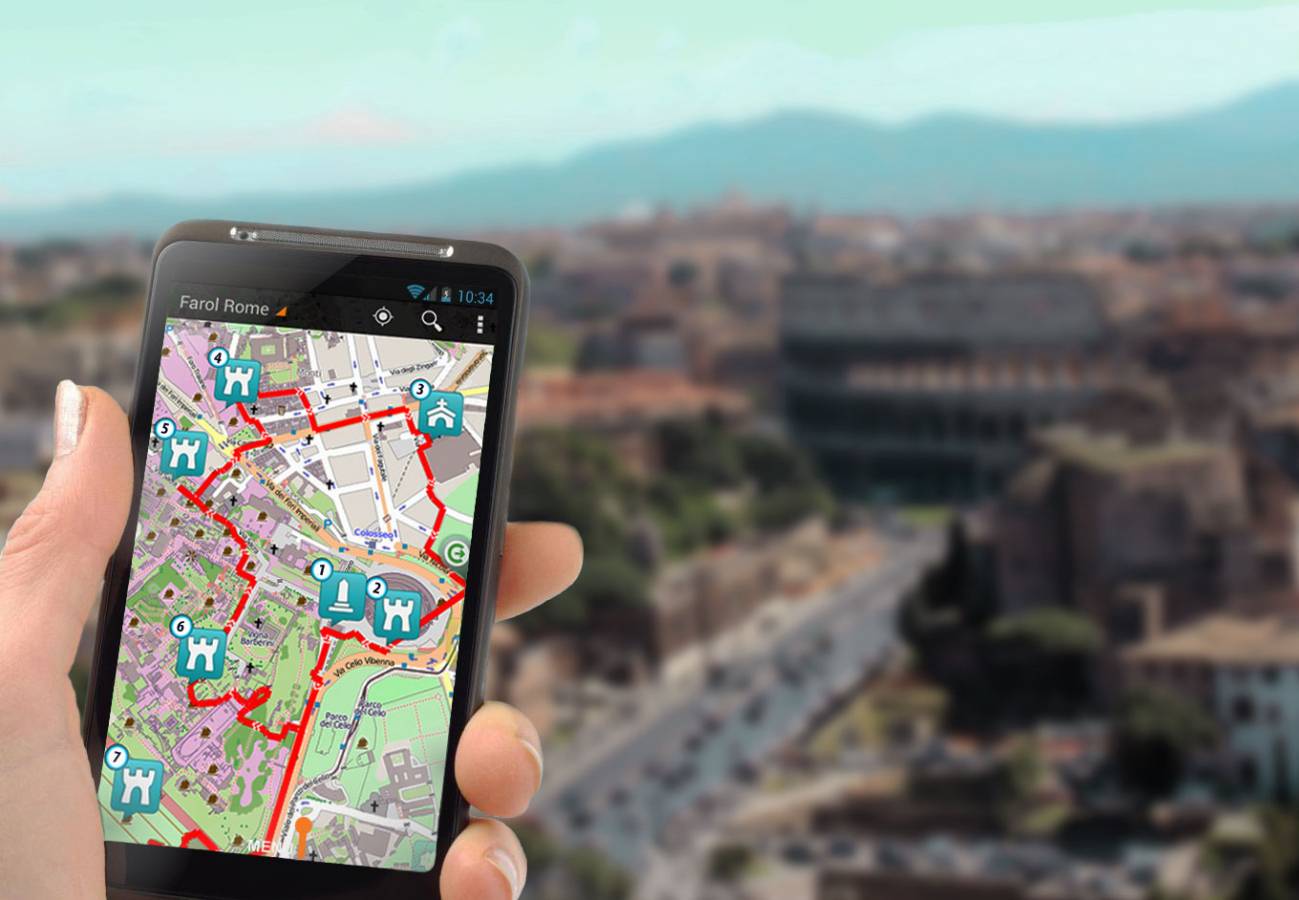 10:34
Farol Rome
4
Monti
Via degli Zingari
3
5
Via dei Fori Imperiali
P
Colosseo
1
2
6
Vigna
Barberini
Via Celio Vibenna
Parco
del Celio
Parco
del Celio
7
MENU